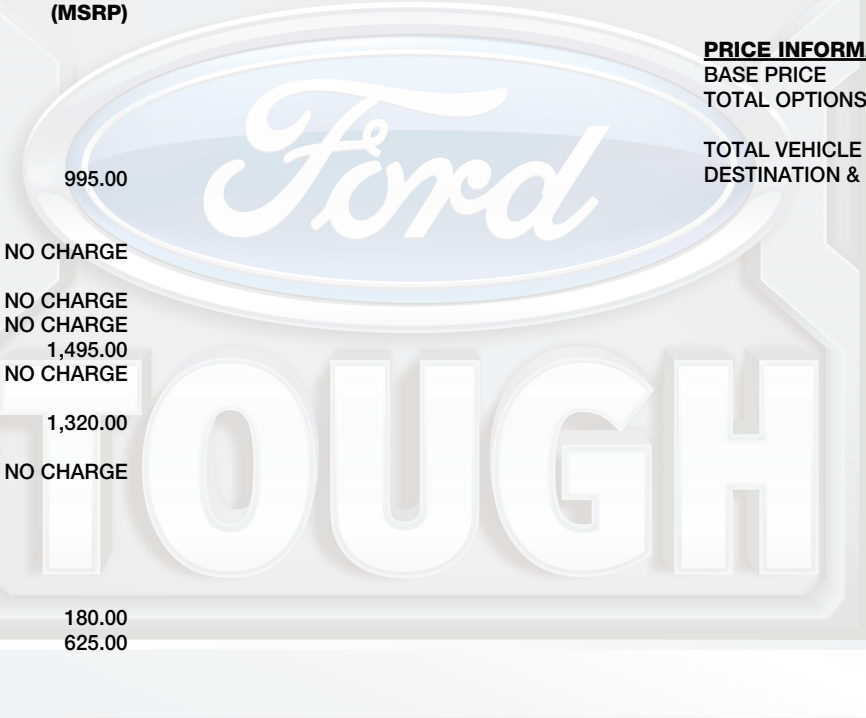 (MSRP)
995.00
NO CHARGE
NO CHARGE
NO CHARGE
1,495.00
NO CHARGE
1,320.00
NO CHARGE
180.00
625.00
PRICE INFORMA
BASE PRICE
TOTAL OPTIONS
TOTAL VEHICLE
DESTINATION &
Ford
TOUGH